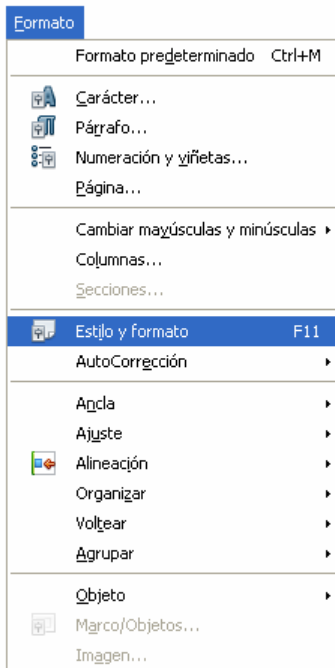 Formato
Formato predeterminado Ctrl+M
Carácter...
Párrafo...
Numeración y viñetas...
Página...
Cambiar mayúsculas y minúsculas
Columnas...
Secciones...
Estilo y formato F11
AutoCorrección
Ancla
Ajuste
Alineación
Organizar
Voltear
Agrupar
Objeto
Marco/Objetos...
Imagen...